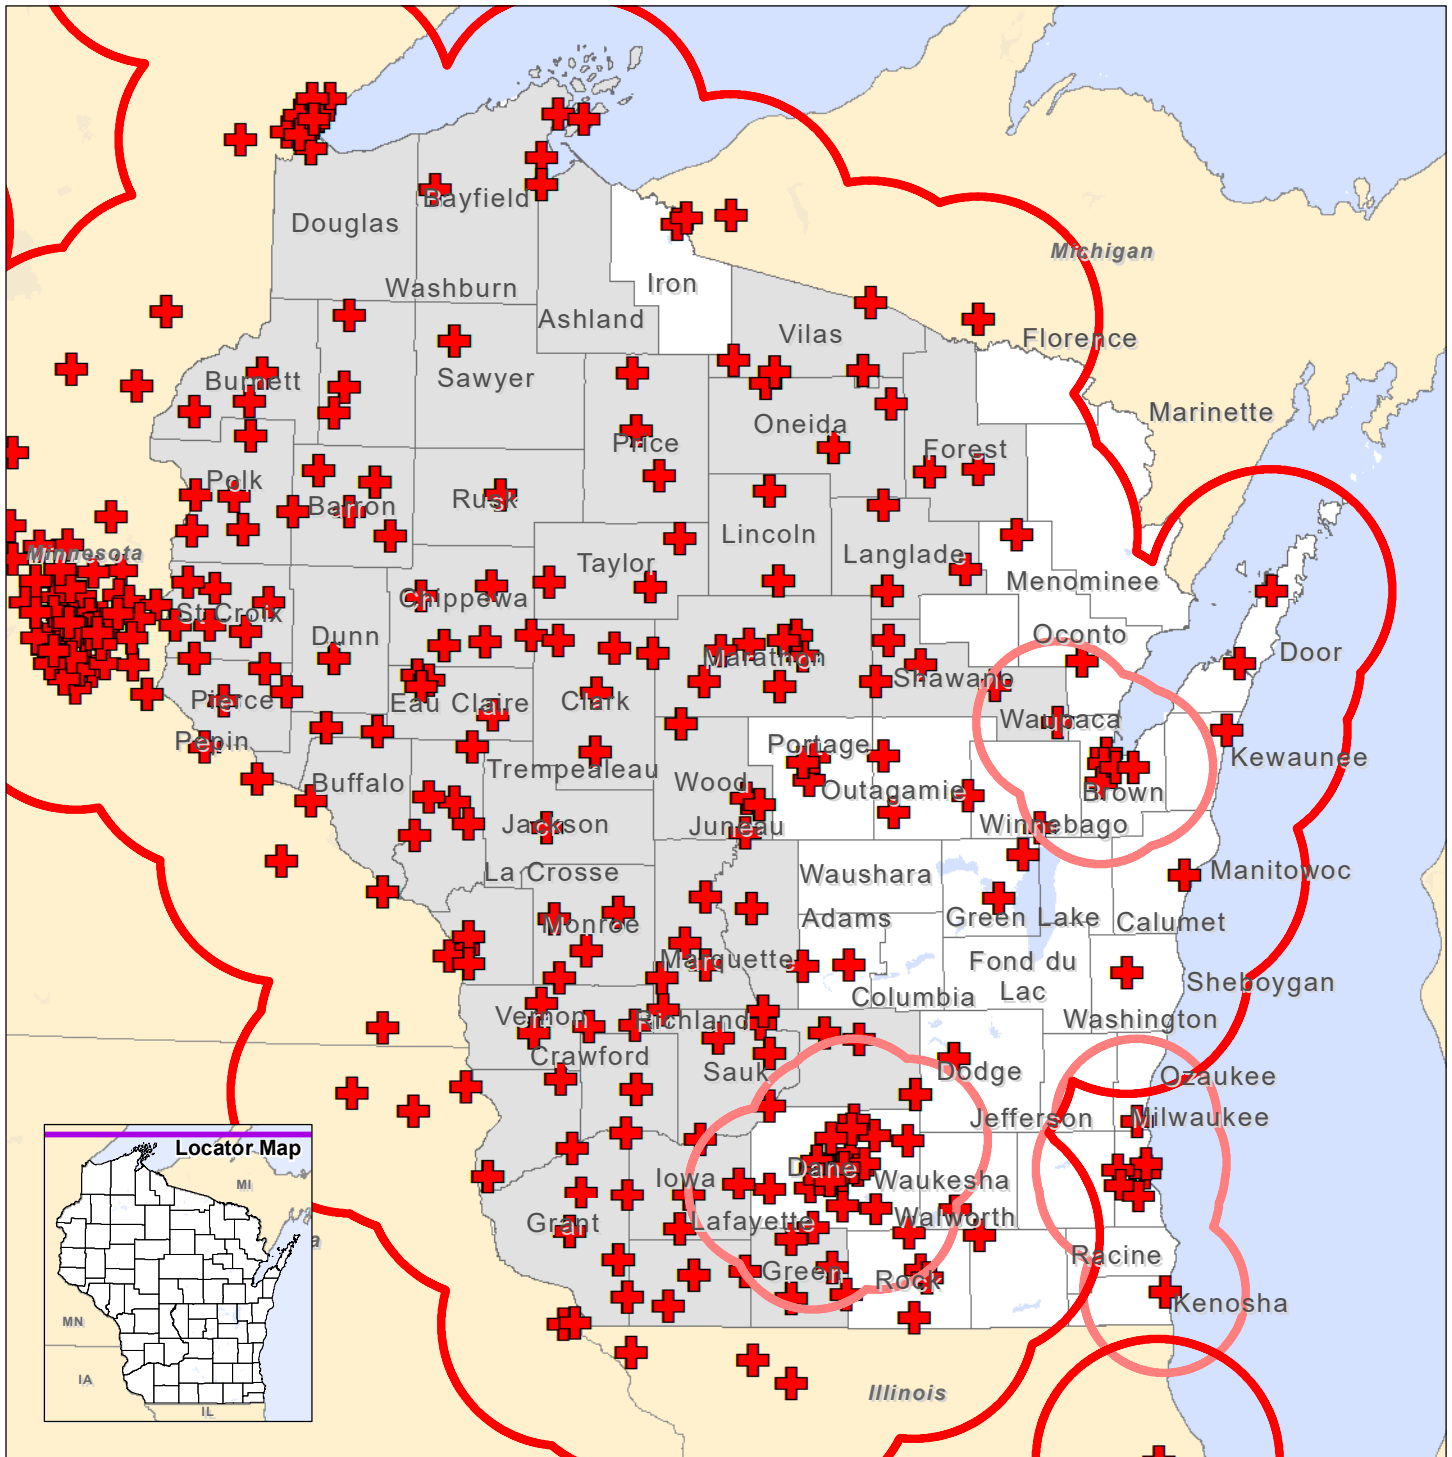 Bayfield
Douglas
Michigan
Washburn
Iron
Ashland
Vilas
Florence
Burnett
Sawyer
Marinette
Oneida
Price
Forest
Polk
Barron
Rusk
Lincoln
Minnesota
Taylor
Langlade
Menominee
Chippewa
St Croix
Dunn
Oconto
Door
Marathon
Shawano
Pierce
Eau Claire
Clark
Waupaca
Pepin
Portage
Kewaunee
Trempealeau
Buffalo
Wood
Outagamie
Brown
Jackson
Juneau
Winnebago
La Crosse
Waushara
Manitowoc
Monroe
Adams
Green Lake
Calumet
Marquette
Fond du
Lac
Sheboygan
Columbia
Vernon
Richland
Washington
Crawford
Sauk
Dodge
Ozaukee
Jefferson
Milwaukee
Locator Map
MI
Iowa
Dane
Waukesha
Grant
Lafayette
Walworth
a
Green
Rock
Racine
Kenosha
MN
IA
IL
Illinois